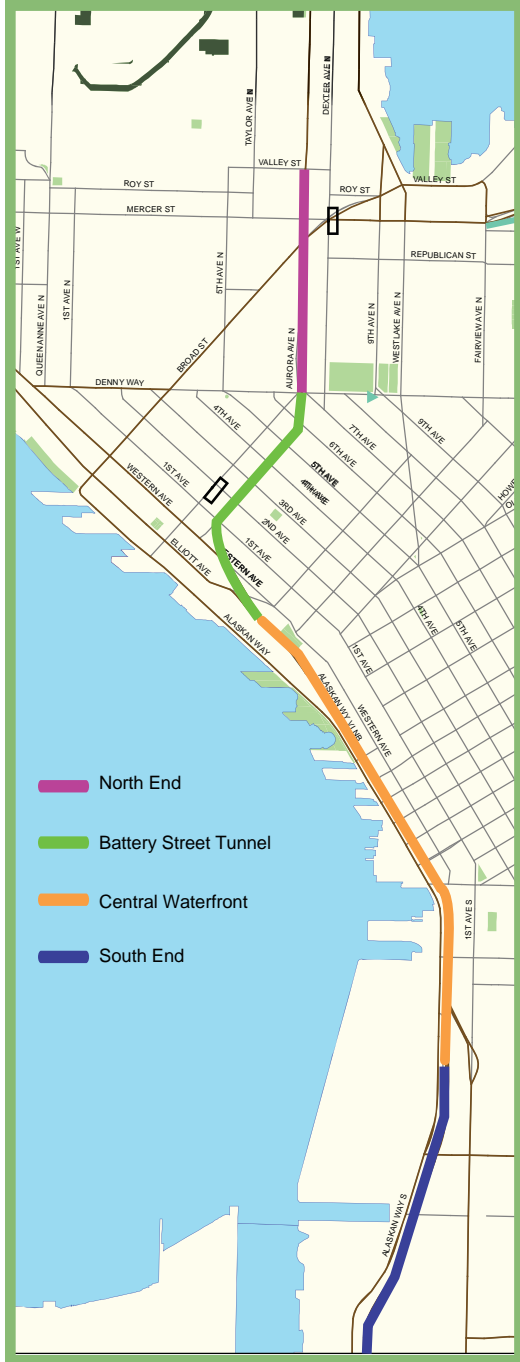 TAYLOR AVE N
DEXTER AVE N
VALLEY ST
VALLEY ST
ROY ST
ROY ST
MERCER ST
1ST AVE W
QUEEN ANNE AVE N
1ST AVE N
5TH AVE N
REPUBLICAN ST
BROAD ST
AURORA AVE N
9TH AVE N
WESTLAKE AVE N
FAIRVIEW AVE N
DENNY WAY
4TH AVE
7TH AVE
9TH AVE
6TH AVE
5TH AVE
4TH AVE
1ST AVE
WESTERN AVE
3RD AVE
2ND AVE
1ST AVE
ELLIOTT AVE
ESTERN AVE
ALASKAN WAY
4TH AVE
5TH AVE
1ST AVE
ALASKAN WY VI NB
WESTERN AVE
North End
Battery Street Tunnel
Central Waterfront
South End
1ST AVE S
ALASKAN WAY S